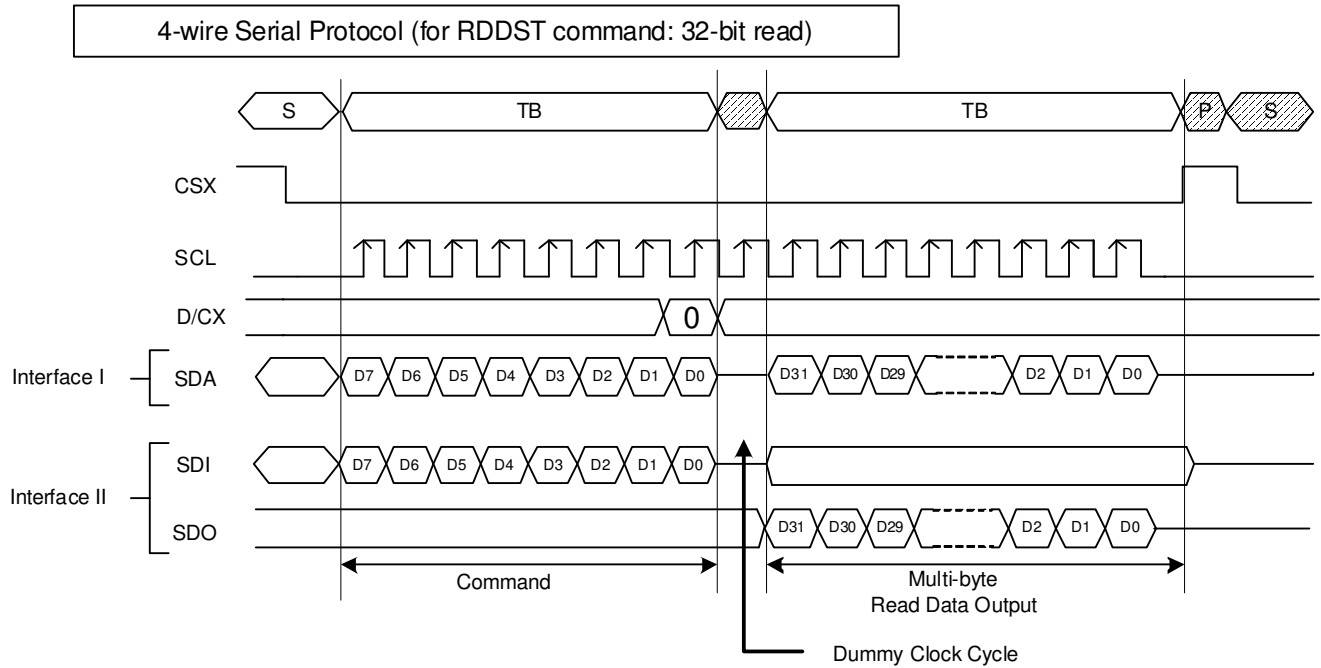 4-wire Serial Protocol (for RDDST command: 32-bit read)
S TB TB P S
CSX
SCL
D/CX 0
Interface I SDA D7 D6 D5 D4 D3 D2 D1 D0 D31 D30 D29 D2 D1 D0
SDI D7 D6 D5 D4 D3 D2 D1 D0
Interface II
SDO D31 D30 D29 D2 D1 D0
Command Multi-byte
Read Data Output
Dummy Clock Cycle